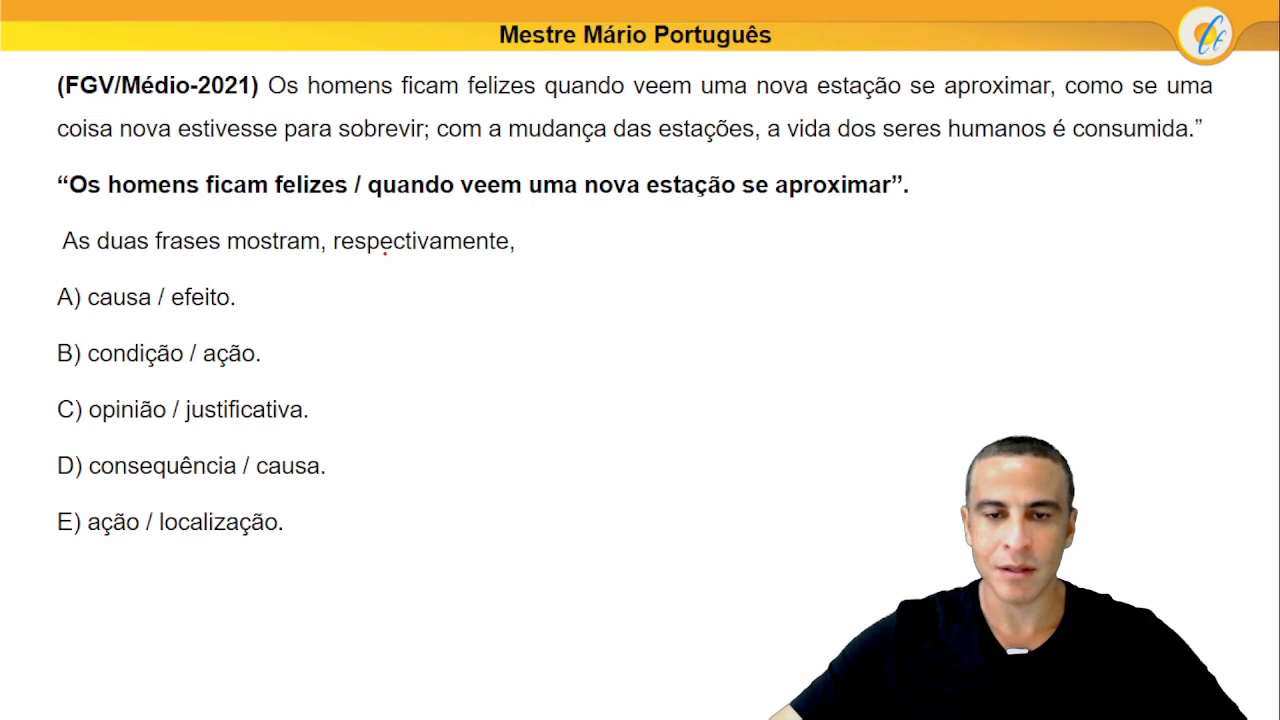 Mestre Mário Português
(FGV/Médio-2021) Os homens ficam felizes quando veem uma nova estação se aproximar, como se uma
coisa nova estivesse para sobrevir; com a mudança das estações, a vida dos seres humanos é consumida.”
“Os homens ficam felizes / quando veem uma nova estação se aproximar”.
As duas frases mostram, respectivamente,
A) causa / efeito.
B) condição / ação.
C) opinião / justificativa.
D) consequência / causa.
E) ação / localização.